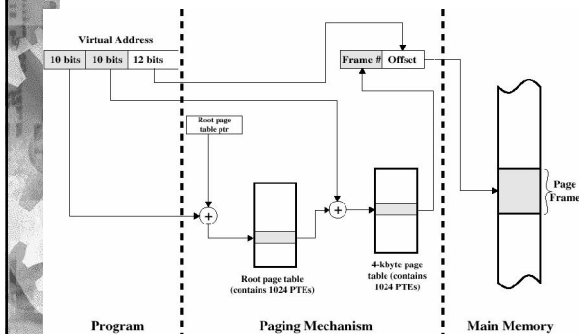 Virtual Address
10 bits 10 bits 12 bits
Frame # Offset
Root page
table ptr
Page
Frame
Root page table
(contains 1024 PTEs)
4-kbyte page
table (contains
1024 PTEs)
Program Paging Mechanism Main Memory